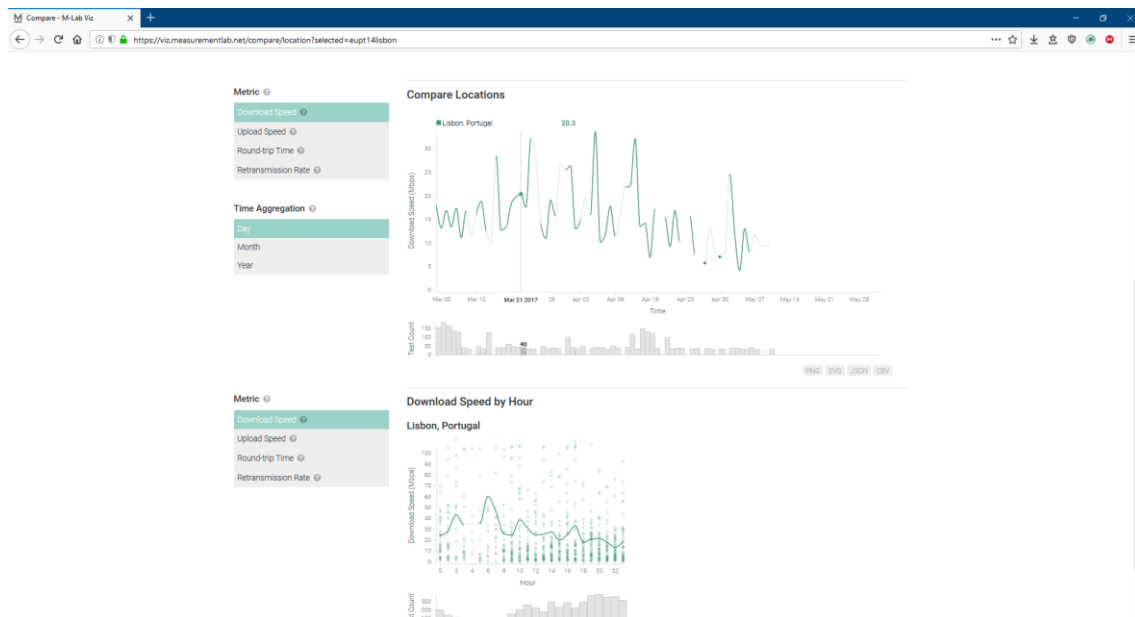 Compare - M-Lab Viz
https://viz.measurementlab.net/compare/location?selected=eupt14lisbon
Metric
Download Speed
Upload Speed
Round-trip Time
Retransmission Rate
Time Aggregation
Day
Month
Year
Compare Locations
Lisbon, Portugal 20.3
Download Speed (Mbps)
30
25
20
15
10
5
0
Mar 05 Mar 12 Mar 21 2017 26 Apr 02 Apr 09 Apr 16 Apr 23 Apr 30 May 07 May 14 May 21 May 28
Time
Test Count
150
100
50
0
40
PNG SVG JSON CSV
Metric
Download Speed
Upload Speed
Round-trip Time
Retransmission Rate
Download Speed by Hour
Lisbon, Portugal
Download Speed (Mbps)
100
90
80
70
60
50
40
30
20
10
0
0 2 4 6 8 10 12 14 16 18 20 22
Hour
300
200